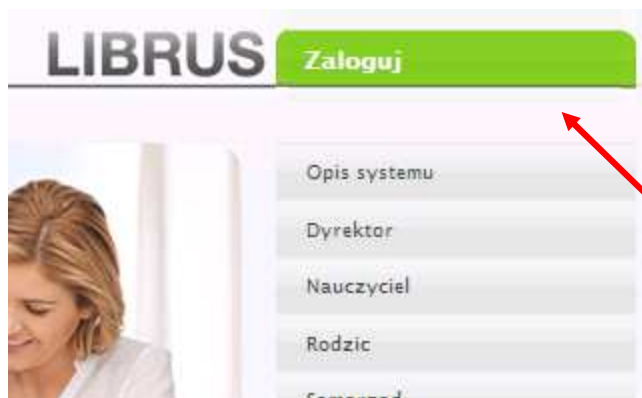 LIBRUS Zaloguj
Opis systemu
Dyrektor
Nauczyciel
Rodzic